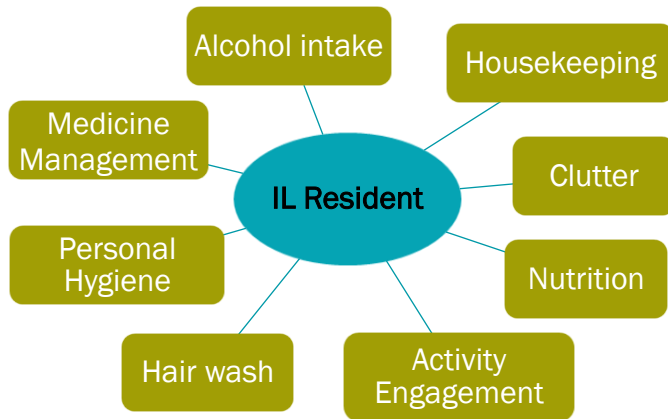 Alcohol intake
Housekeeping
Medicine
Management
IL Resident
Clutter
Personal
Hygiene
Nutrition
Hair wash
Activity
Engagement